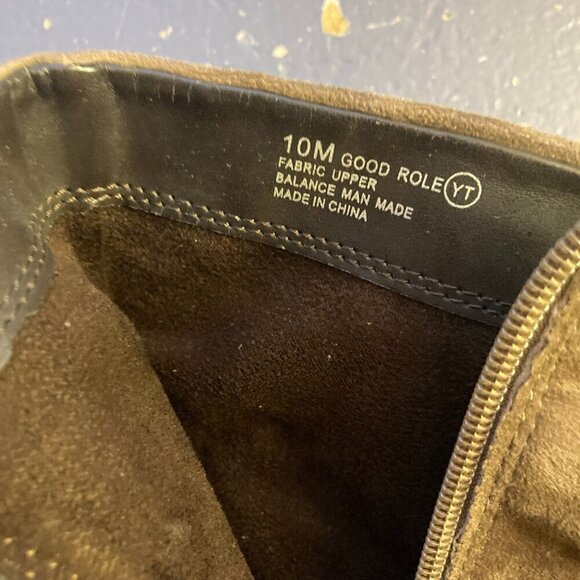 10M GOOD ROLE YT
FABRIC UPPER
BALANCE MAN MADE
MADE IN CHINA